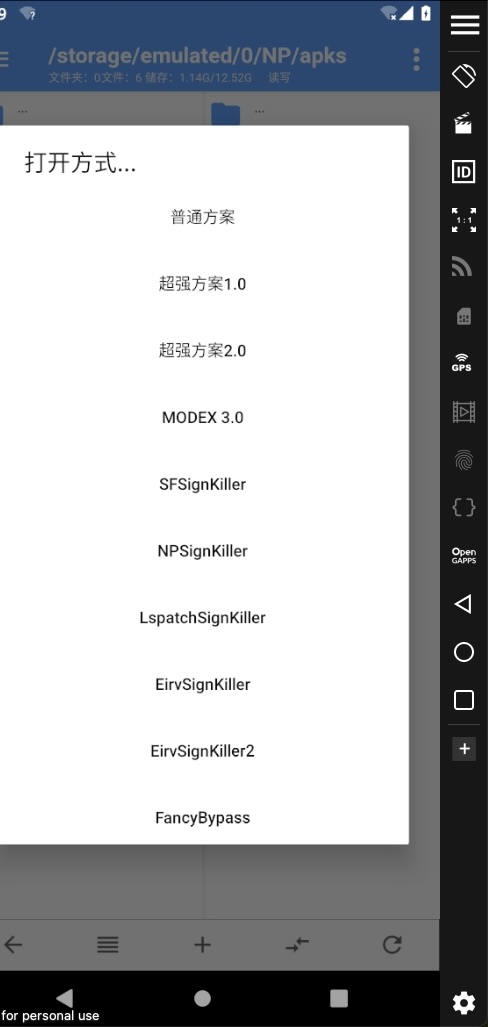 9
/storage/emulated/0/NP/apks
文件夹：0文件：6 储存：1.14G/12.52G 读写
...
...
打开方式...
普通方案
超强方案1.0
超强方案2.0
MODEX 3.0
SFSignKiller
NPSignKiller
LspatchSignKiller
EirvSignKiller
EirvSignKiller2
FancyBypass
for personal use
ID
1:1
GPS
Open
GAPPS